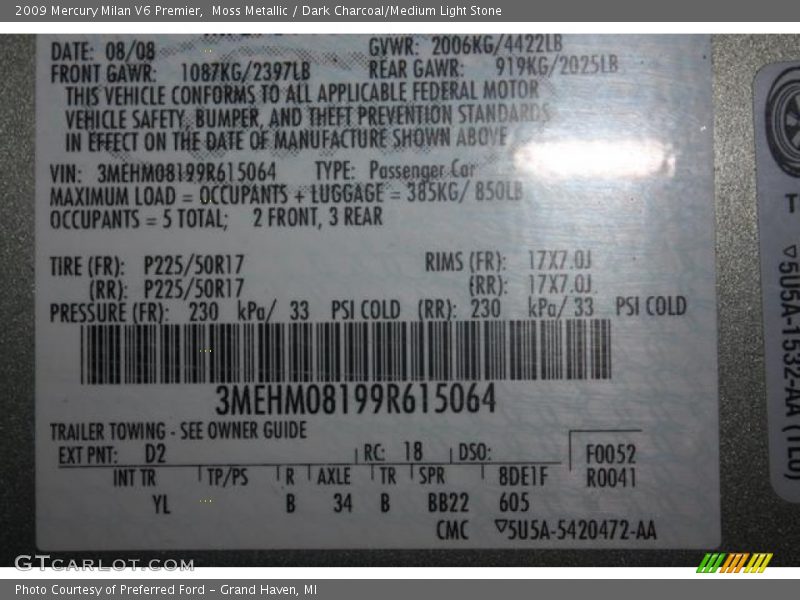 2009 Mercury Milan V6 Premier,  Moss Metallic / Dark Charcoal/Medium Light Stone
DATE: 08/08 GVWR: 2006KG/4422LB
FRONT GAWR: 1087KG/2397LB REAR GAWR: 919KG/2025LB
THIS VEHICLE CONFORMS TO ALL APPLICABLE FEDERAL MOTOR
VEHICLE SAFETY, BUMPER, AND THEFT PREVENTION STANDARDS
IN EFFECT ON THE DATE OF MANUFACTURE SHOWN ABOVE
VIN: 3MEHM08199R615064 TYPE: Passenger Car
MAXIMUM LOAD = OCCUPANTS + LUGGAGE = 385KG/ 850LB
OCCUPANTS = 5 TOTAL; 2 FRONT, 3 REAR
TIRE (FR): P225/50R17 RIMS (FR): 17X7.0J
(RR): P225/50R17 (RR): 17X7.0J
PRESSURE (FR): 230 kPa/ 33 PSI COLD (RR): 230 kPa/ 33 PSI COLD
3MEHM08199R615064
TRAILER TOWING - SEE OWNER GUIDE
EXT PNT: D2 RC: 18 DSO: F0052
R0041
INT TR TP/PS R AXLE TR SPR 8DE1F
YL B 34 B BB22 605
CMC ▽5U5A-5420472-AA
T
▽5U5A-1532-AA (TL0)
GTcarlot.com
Photo Courtesy of Preferred Ford – Grand Haven, MI